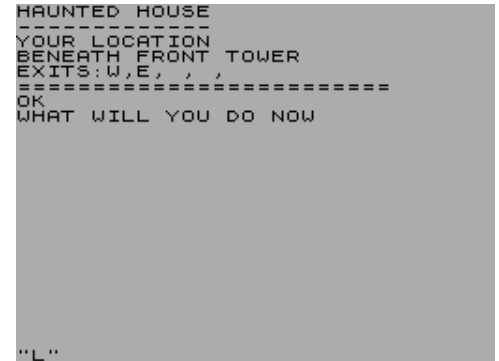 HAUNTED HOUSE
-------------
YOUR LOCATION
BENEATH FRONT TOWER
EXITS:W,E, , ,
=========================
OK
WHAT WILL YOU DO NOW
"L"